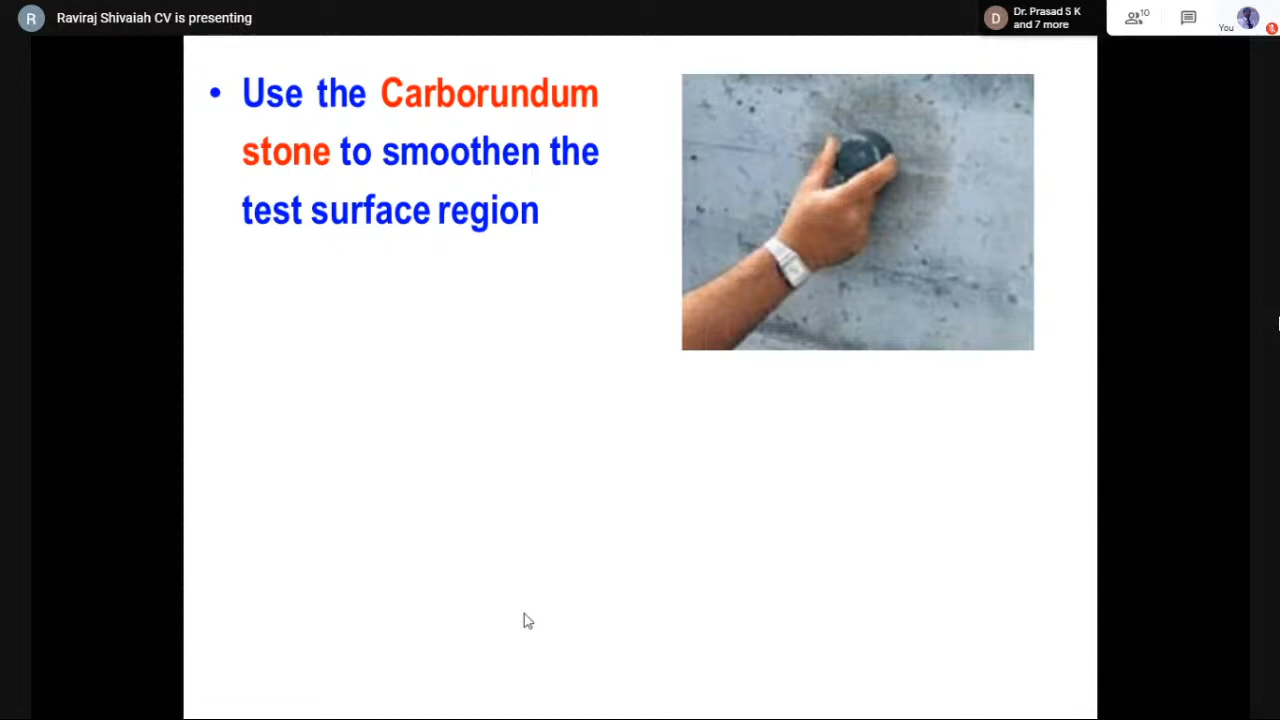 R Raviraj Shivaiah CV is presenting
D Dr. Prasad S K
and 7 more
10
You
• Use the Carborundum
stone to smoothen the
test surface region